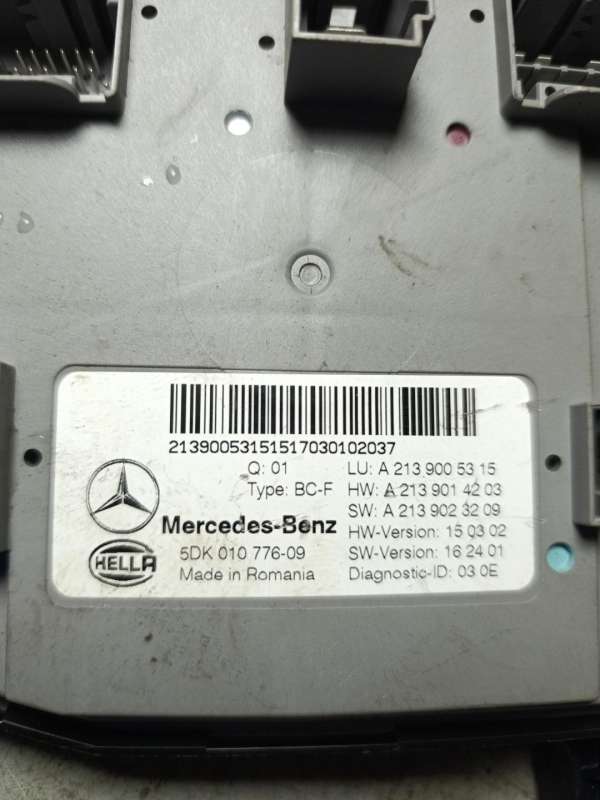 21390053151517030102037
Q: 01 LU: A 213 900 53 15
Type: BC-F HW: A 213 901 42 03
SW: A 213 902 32 09
Mercedes-Benz HW-Version: 15 03 02
HELLA 5DK 010 776-09 SW-Version: 16 24 01
Made in Romania Diagnostic-ID: 03 0E